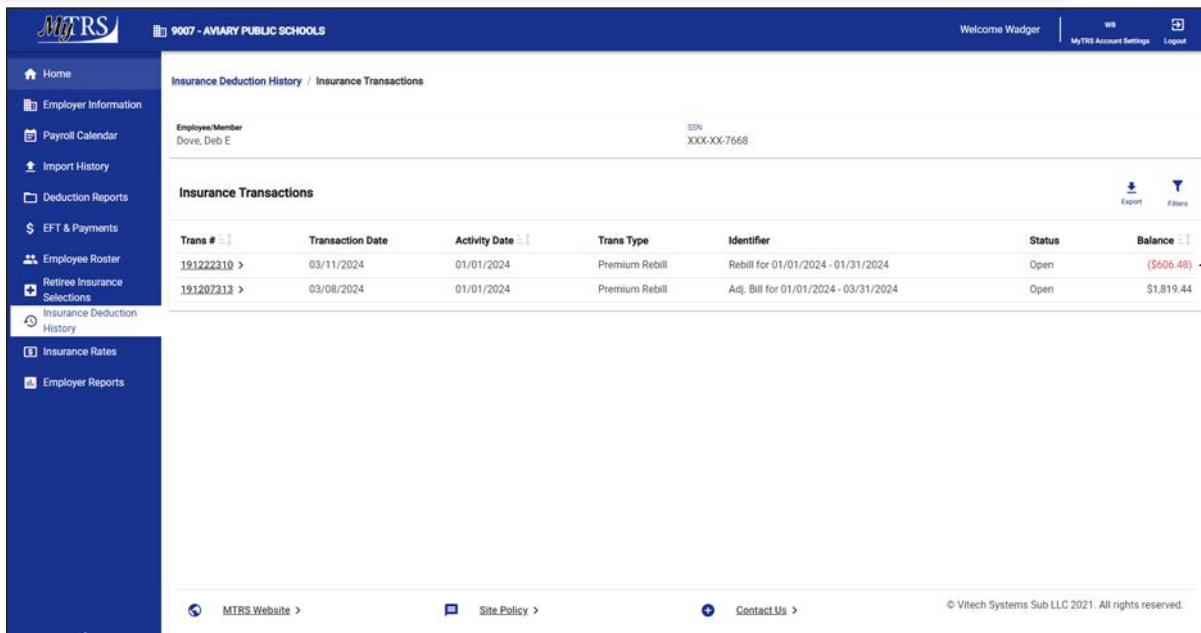 MyTRS
9007 - AVIARY PUBLIC SCHOOLS
Welcome Wadger
WB
MyTRS Account Settings
Logout
Home
Employer Information
Payroll Calendar
Import History
Deduction Reports
EFT & Payments
Employee Roster
Retiree Insurance
Selections
Insurance Deduction
History
Insurance Rates
Employer Reports
Insurance Deduction History / Insurance Transactions
Employee/Member SSN
Dove, Deb E XXX-XX-7668
Insurance Transactions
Export Filters
Trans # Transaction Date Activity Date Trans Type Identifier Status Balance
191222310 > 03/11/2024 01/01/2024 Premium Rebill Rebill for 01/01/2024 - 01/31/2024 Open ($606.48)
191207313 > 03/08/2024 01/01/2024 Premium Rebill Adj. Bill for 01/01/2024 - 03/31/2024 Open $1,819.44
MTRS Website > Site Policy > Contact Us > © Vitech Systems Sub LLC 2021. All rights reserved.